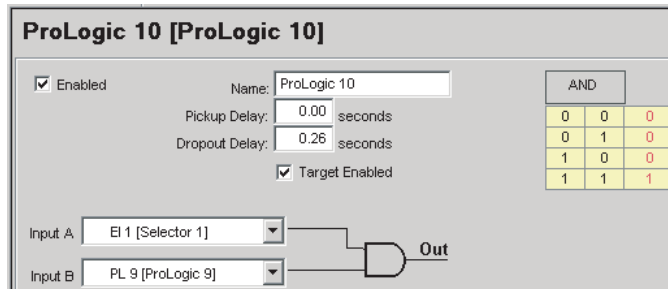 ProLogic 10 [ProLogic 10]
Enabled
Name: ProLogic 10
Pickup Delay: 0.00 seconds
Dropout Delay: 0.26 seconds
Target Enabled
AND
0 0 0
0 1 0
1 0 0
1 1 1
Input A EI 1 [Selector 1]
Input B PL 9 [ProLogic 9]
Out